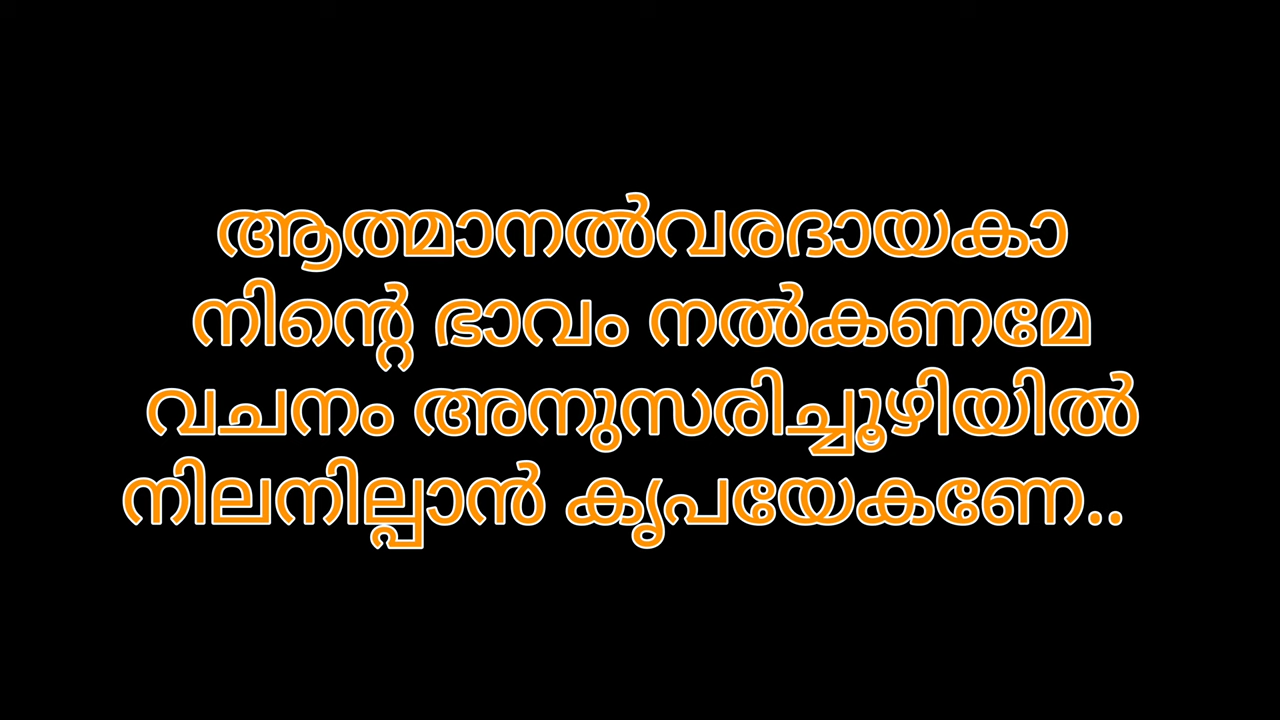 ആത്മാനൽവരദായകാ
നിന്റെ ഭാവം നൽകണമേ
വചനം അനുസരിച്ചൂഴിയിൽ
നിലനില്പാൻ കൃപയേകണേ..